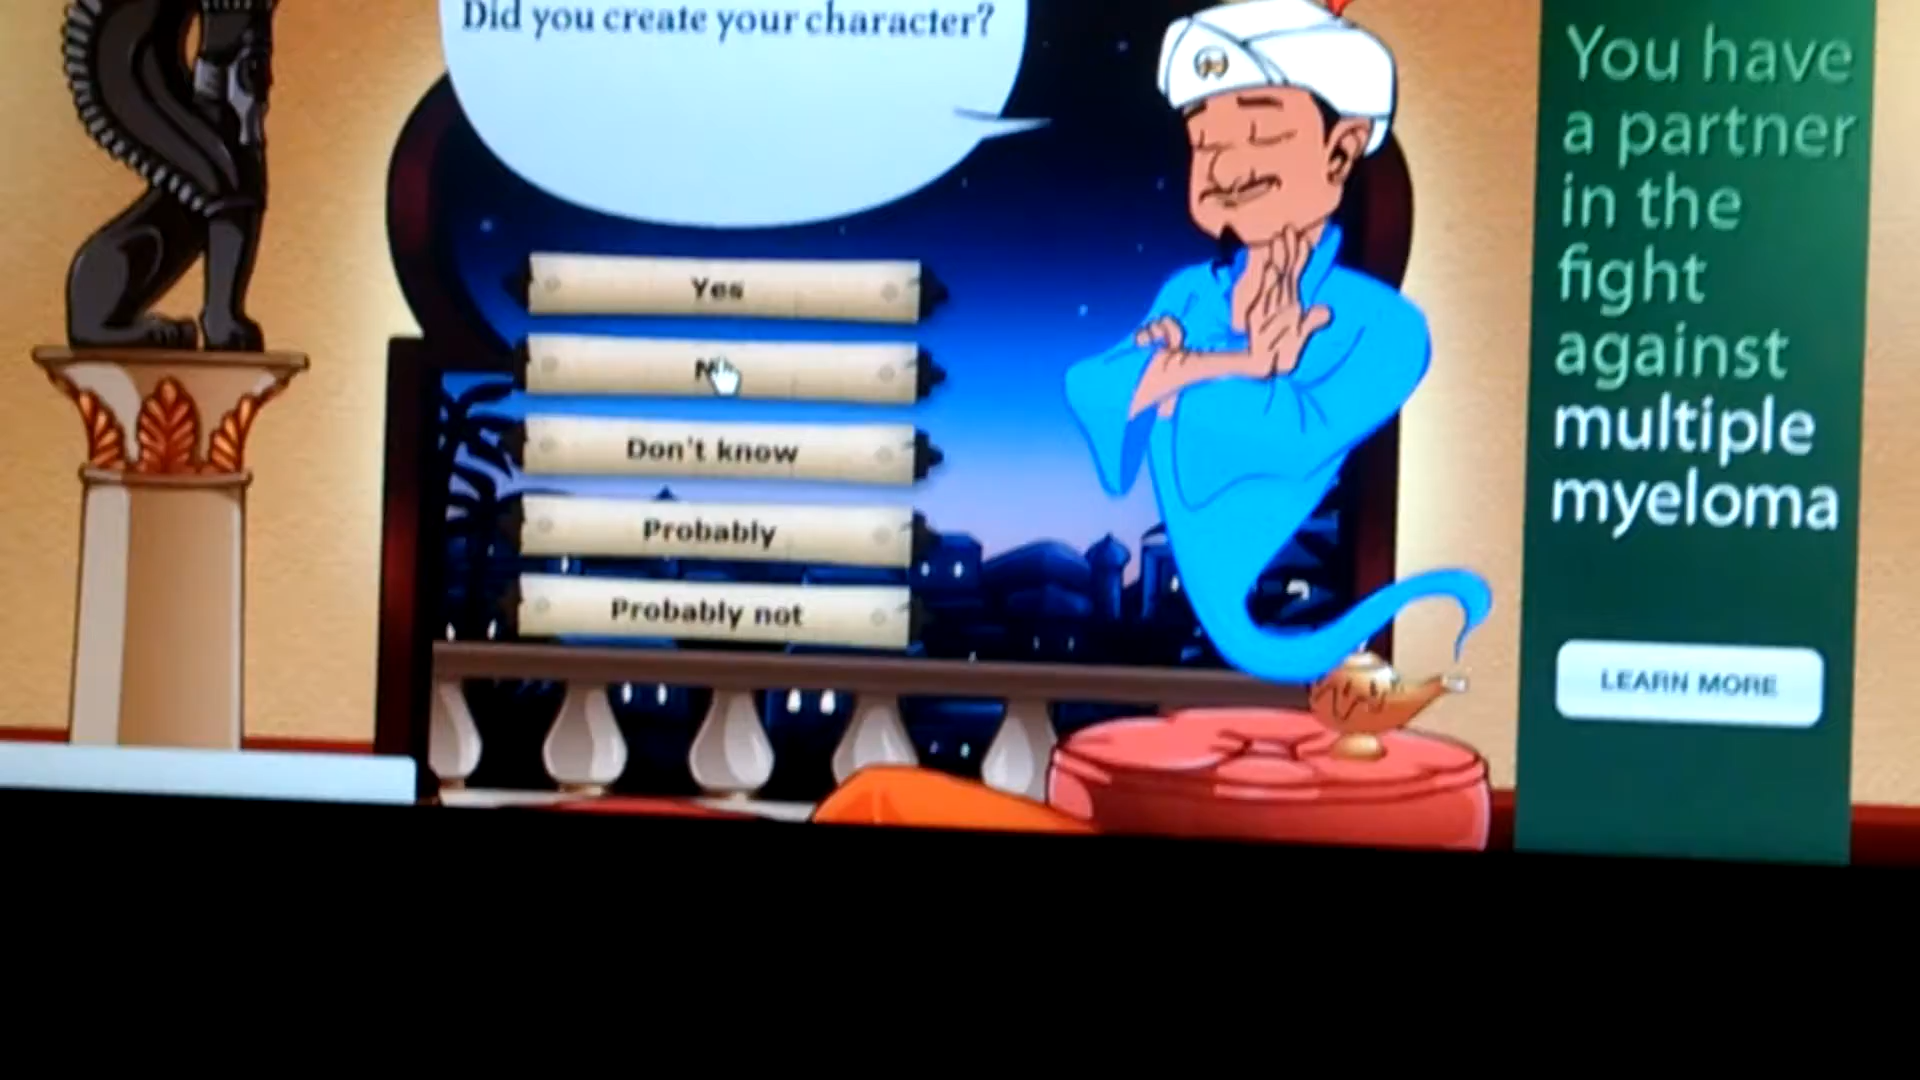 Did you create your character?
Yes
Don't know
Probably
Probably not
You have
a partner
in the
fight
against
multiple
myeloma
LEARN MORE